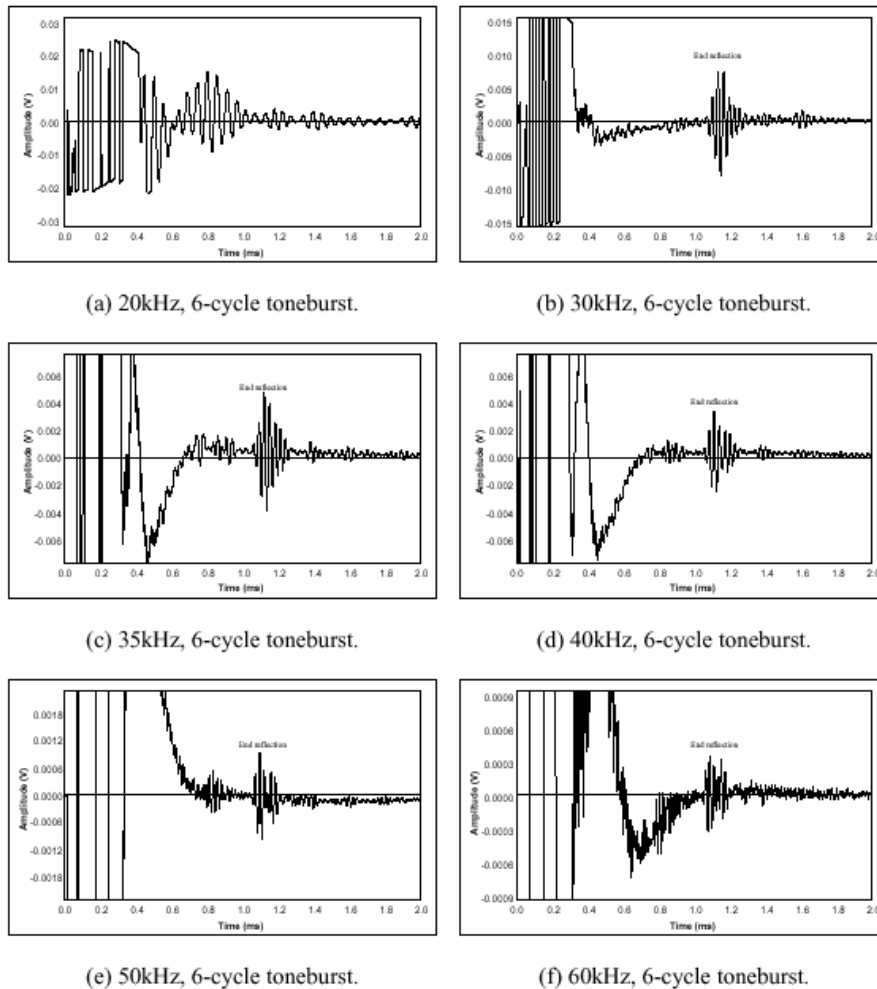 0.03
0.02
0.01
0.00
-0.01
-0.02
-0.03
Amplitude (V)
0.0 0.2 0.4 0.6 0.8 1.0 1.2 1.4 1.6 1.8 2.0
Time (ms)
(a) 20kHz, 6-cycle toneburst.
0.015
0.010
0.005
0.000
0.005
-0.010
-0.015
Amplitude (V)
End reflection
0.0 0.2 0.4 0.6 0.8 1.0 1.2 1.4 1.6 1.8 2.0
Time (ms)
(b) 30kHz, 6-cycle toneburst.
0.006
0.004
0.002
0.000
-0.002
-0.004
-0.006
Amplitude (V)
End reflection
0.0 0.2 0.4 0.6 0.8 1.0 1.2 1.4 1.6 1.8 2.0
Time (ms)
(c) 35kHz, 6-cycle toneburst.
0.006
0.004
0.002
0.000
-0.002
-0.004
-0.006
Amplitude (V)
End reflection
0.0 0.2 0.4 0.6 0.8 1.0 1.2 1.4 1.6 1.8 2.0
Time (ms)
(d) 40kHz, 6-cycle toneburst.
0.0018
0.0012
0.0006
0.0000
-0.0006
-0.0012
-0.0018
Amplitude (V)
End reflection
0.0 0.2 0.4 0.6 0.8 1.0 1.2 1.4 1.6 1.8 2.0
Time (ms)
(e) 50kHz, 6-cycle toneburst.
0.0009
0.0006
0.0003
0.0000
-0.0003
-0.0006
-0.0009
Amplitude (V)
End reflection
0.0 0.2 0.4 0.6 0.8 1.0 1.2 1.4 1.6 1.8 2.0
Time (ms)
(f) 60kHz, 6-cycle toneburst.